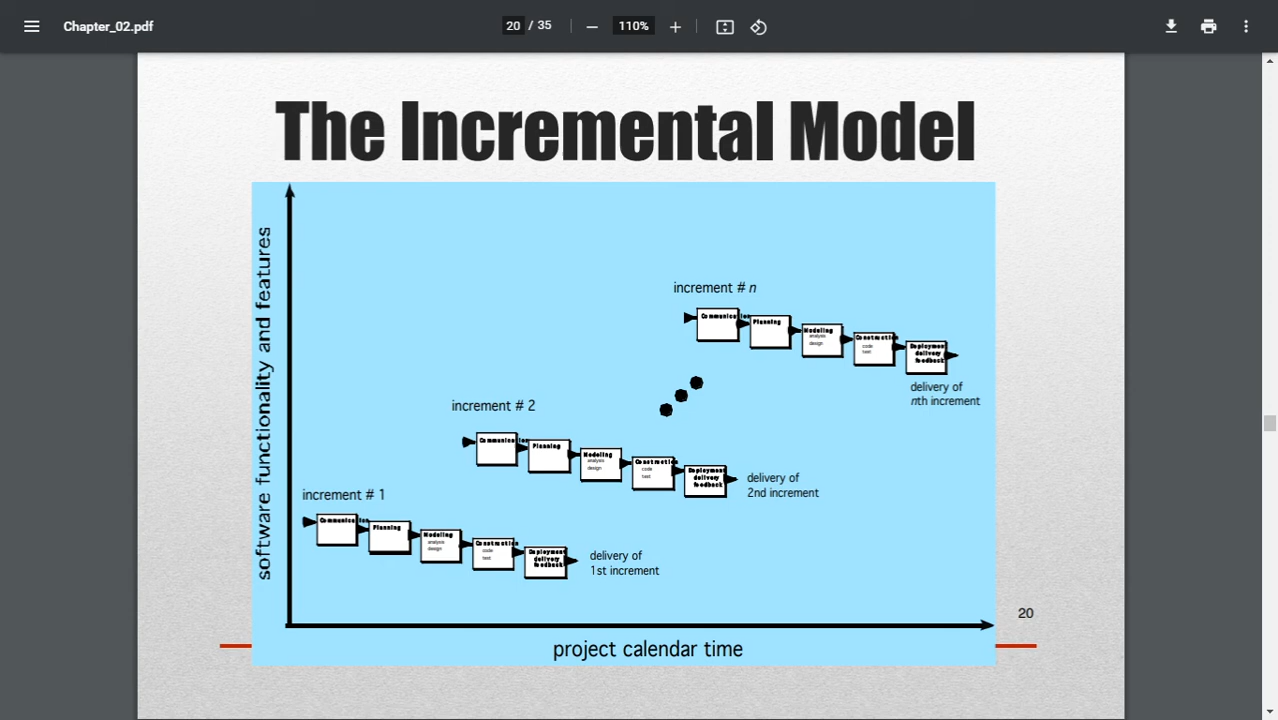 Chapter_02.pdf
20 / 35
110%
The Incremental Model
software functionality and features
increment # n
Communication
Planning
Modeling
analysis
design
Construction
code
test
Deployment
delivery
feedback
delivery of
nth increment
increment # 2
Communication
Planning
Modeling
analysis
design
Construction
code
test
Deployment
delivery
feedback
delivery of
2nd increment
increment # 1
Communication
Planning
Modeling
analysis
design
Construction
code
test
Deployment
delivery
feedback
delivery of
1st increment
20
project calendar time